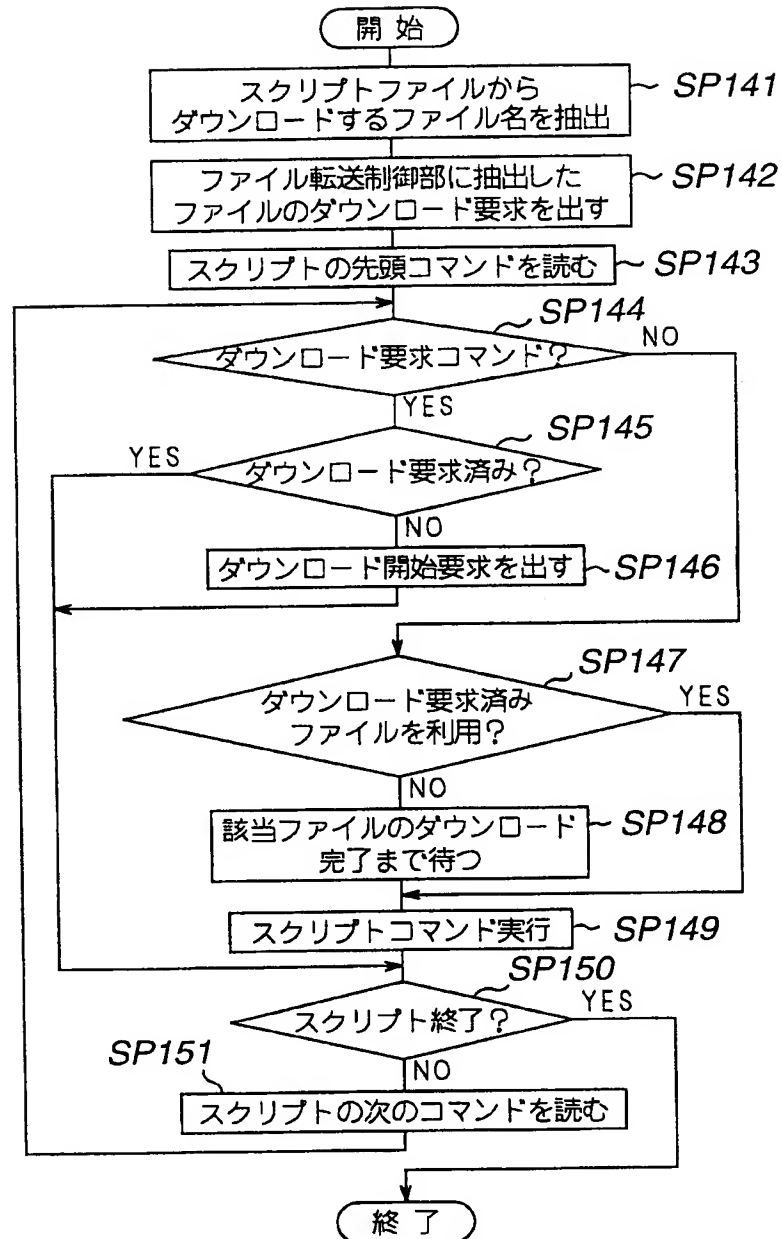 開始
スクリプトファイルから
ダウンロードするファイル名を抽出
SP141
ファイル転送制御部に抽出した
ファイルのダウンロード要求を出す
SP142
スクリプトの先頭コマンドを読む
SP143
SP144
ダウンロード要求コマンド?
NO
YES
SP145
YES
ダウンロード要求済み?
NO
ダウンロード開始要求を出す
SP146
SP147
ダウンロード要求済み
ファイルを利用?
YES
NO
該当ファイルのダウンロード
完了まで待つ
SP148
スクリプトコマンド実行
SP149
SP150
スクリプト終了?
YES
SP151
NO
スクリプトの次のコマンドを読む
終了